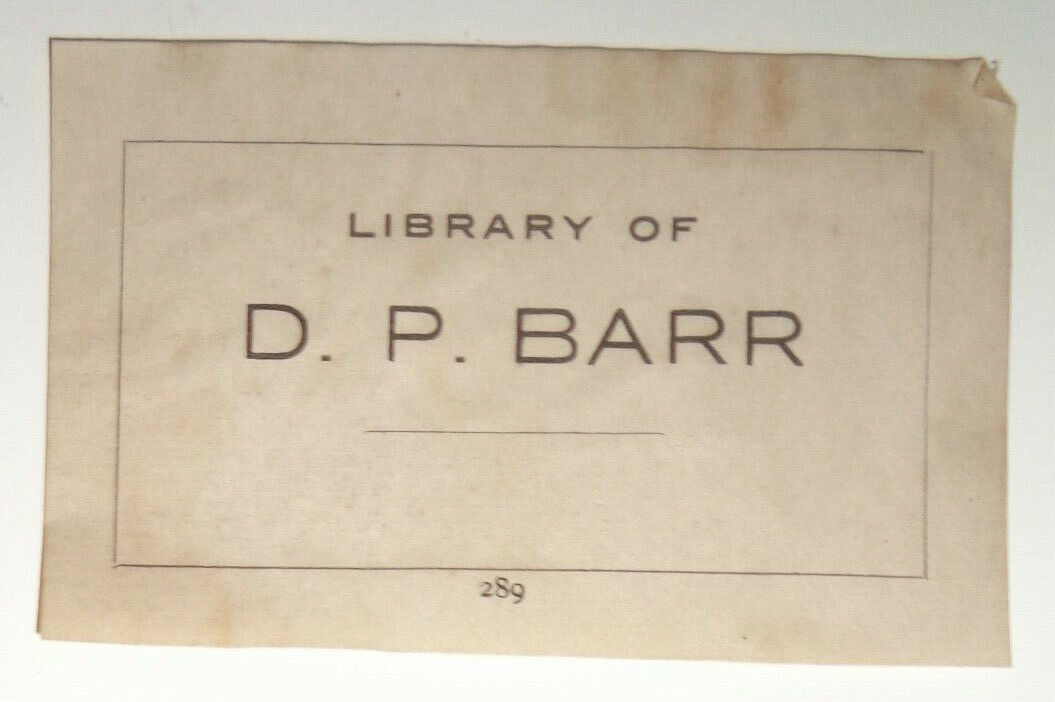 LIBRARY OF
D. P. BARR
289